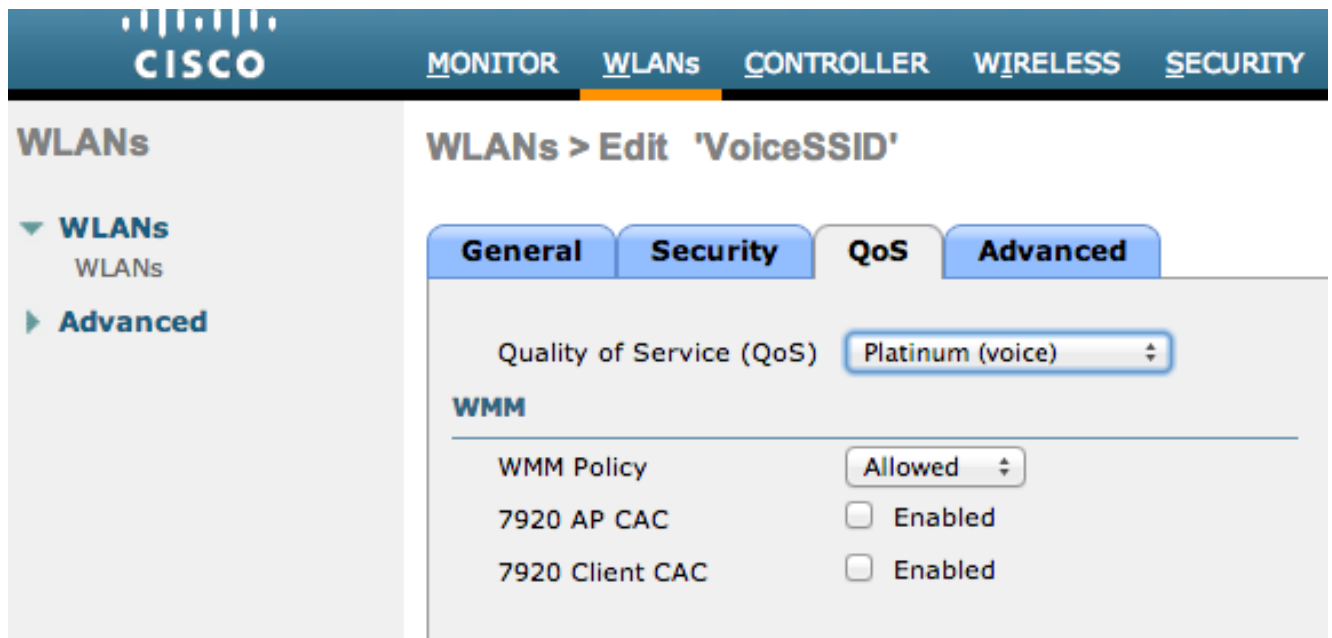 CISCO
MONITOR WLANs CONTROLLER WIRELESS SECURITY
WLANs
WLANs > Edit 'VoiceSSID'
WLANs
WLANs
Advanced
General Security QoS Advanced
Quality of Service (QoS) Platinum (voice)
WMM
WMM Policy Allowed
7920 AP CAC Enabled
7920 Client CAC Enabled